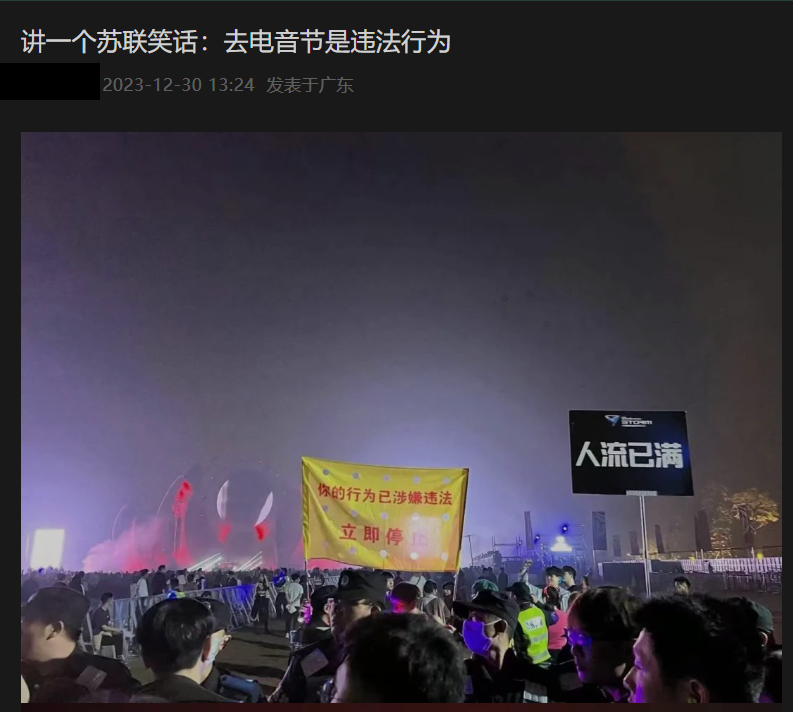 讲一个苏联笑话：去电音节是违法行为
2023-12-30 13:24 发表于广东
STORM
人流已满
你的行为已涉嫌违法
立即停止